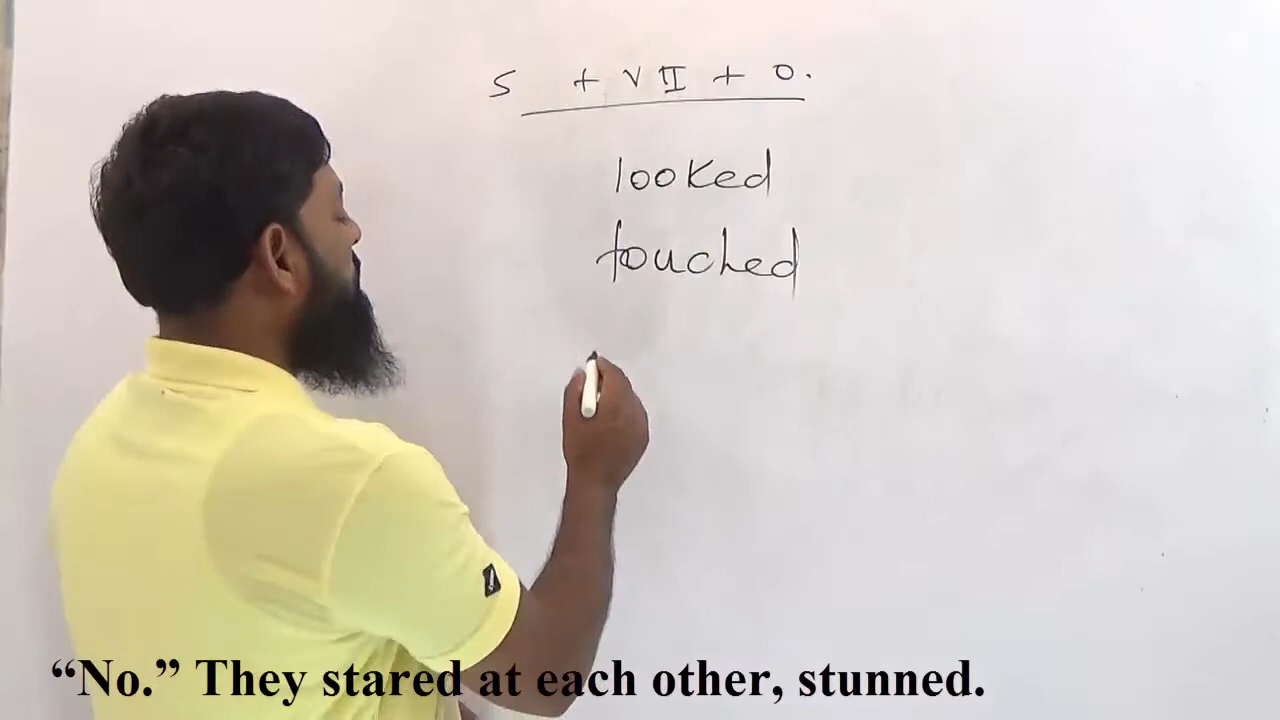 S + V II + O.
looked
touched
“No.” They stared at each other, stunned.